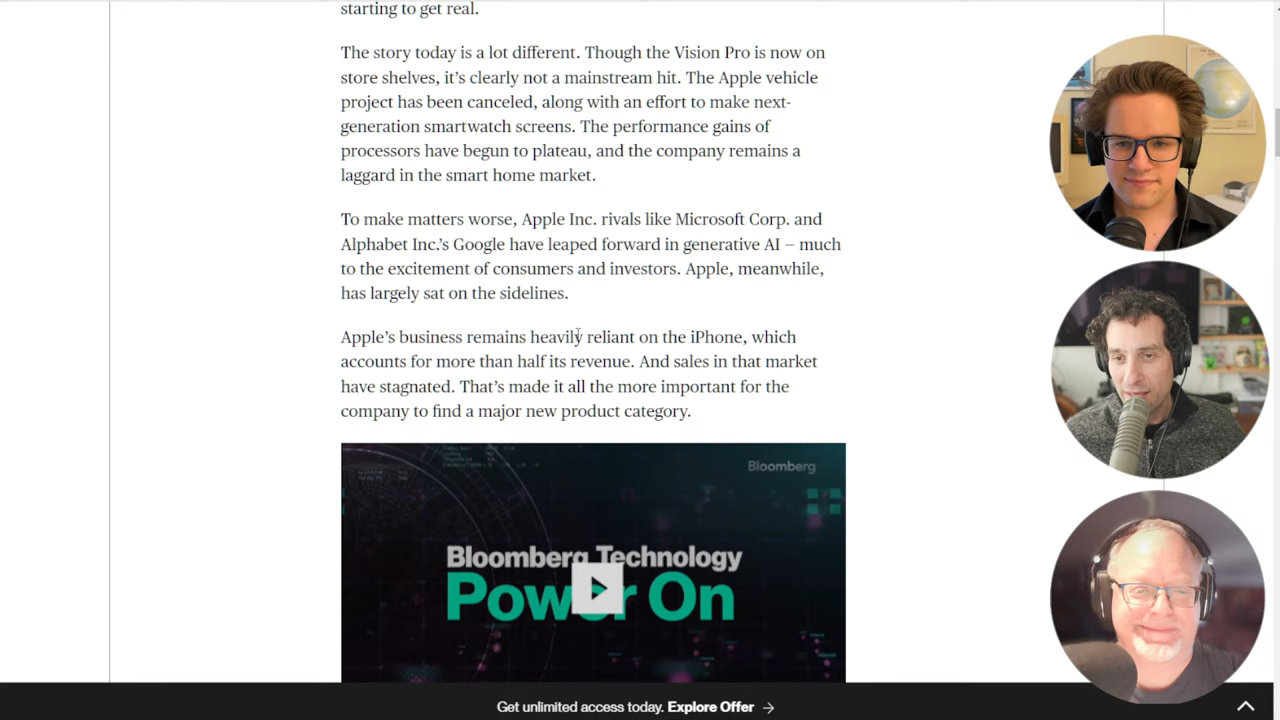 starting to get real.
The story today is a lot different. Though the Vision Pro is now on
store shelves, it’s clearly not a mainstream hit. The Apple vehicle
project has been canceled, along with an effort to make next-
generation smartwatch screens. The performance gains of
processors have begun to plateau, and the company remains a
laggard in the smart home market.
To make matters worse, Apple Inc. rivals like Microsoft Corp. and
Alphabet Inc.’s Google have leaped forward in generative AI — much
to the excitement of consumers and investors. Apple, meanwhile,
has largely sat on the sidelines.
Apple’s business remains heavily reliant on the iPhone, which
accounts for more than half its revenue. And sales in that market
have stagnated. That’s made it all the more important for the
company to find a major new product category.
Bloomberg
Bloomberg Technology
Power On
Get unlimited access today. Explore Offer